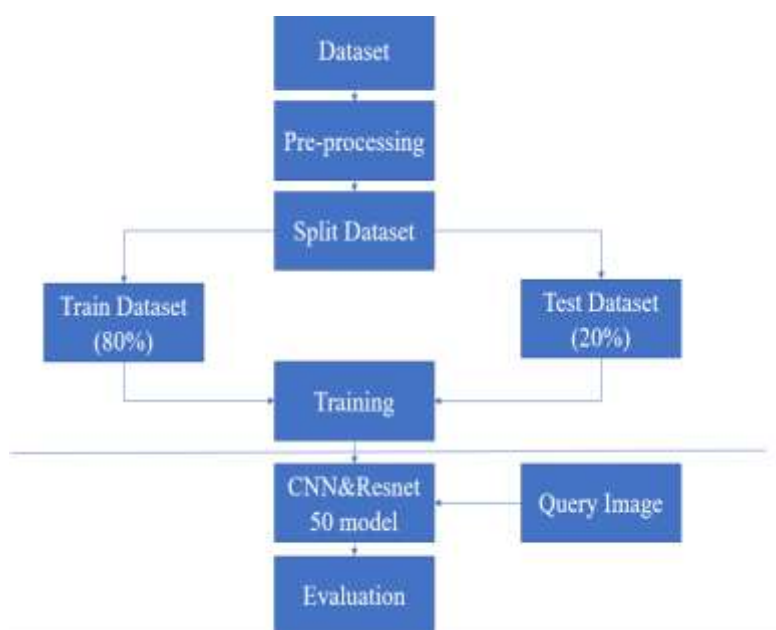 Dataset
Pre-processing
Split Dataset
Train Dataset
(80%)
Test Dataset
(20%)
Training
CNN&Resnet
50 model
Query Image
Evaluation